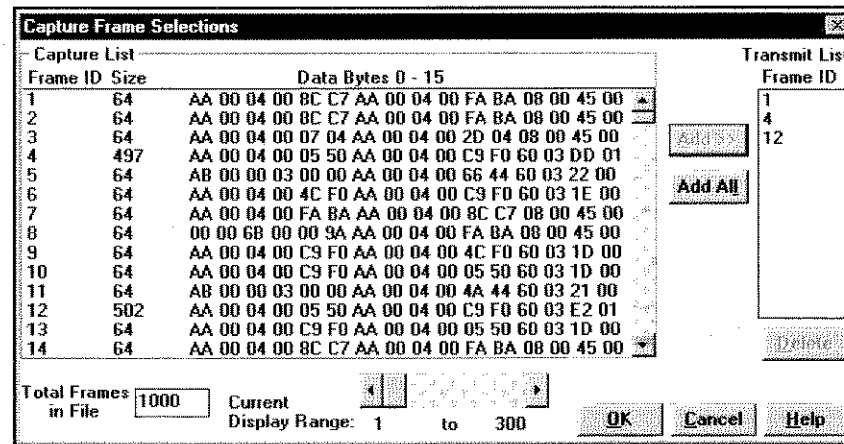 Capture Frame Selections
Capture List
Frame ID Size Data Bytes 0 - 15
1 64 AA 00 04 00 8C C7 AA 00 04 00 FA BA 08 00 45 00
2 64 AA 00 04 00 8C C7 AA 00 04 00 FA BA 08 00 45 00
3 64 AA 00 04 00 07 04 AA 00 04 00 2D 04 08 00 45 00
4 497 AA 00 04 00 05 50 AA 00 04 00 C9 F0 60 03 DD 01
5 64 AB 00 00 03 00 00 AA 00 04 00 66 44 60 03 22 00
6 64 AA 00 04 00 4C F0 AA 00 04 00 C9 F0 60 03 1E 00
7 64 AA 00 04 00 FA BA AA 00 04 00 8C C7 08 00 45 00
8 64 00 00 6B 00 00 9A AA 00 04 00 FA BA 08 00 45 00
9 64 AA 00 04 00 C9 F0 AA 00 04 00 4C F0 60 03 1D 00
10 64 AA 00 04 00 C9 F0 AA 00 04 00 05 50 60 03 1D 00
11 64 AB 00 00 03 00 00 AA 00 04 00 4A 44 60 03 21 00
12 502 AA 00 04 00 05 50 AA 00 04 00 C9 F0 60 03 E2 01
13 64 AA 00 04 00 C9 F0 AA 00 04 00 05 50 60 03 1D 00
14 64 AA 00 04 00 8C C7 AA 00 04 00 FA BA 08 00 45 00
Add All
Transmit List
Frame ID
1
4
12
Delete
Total Frames
in File
1000
Current
Display Range: 1 to 300
OK
Cancel
Help